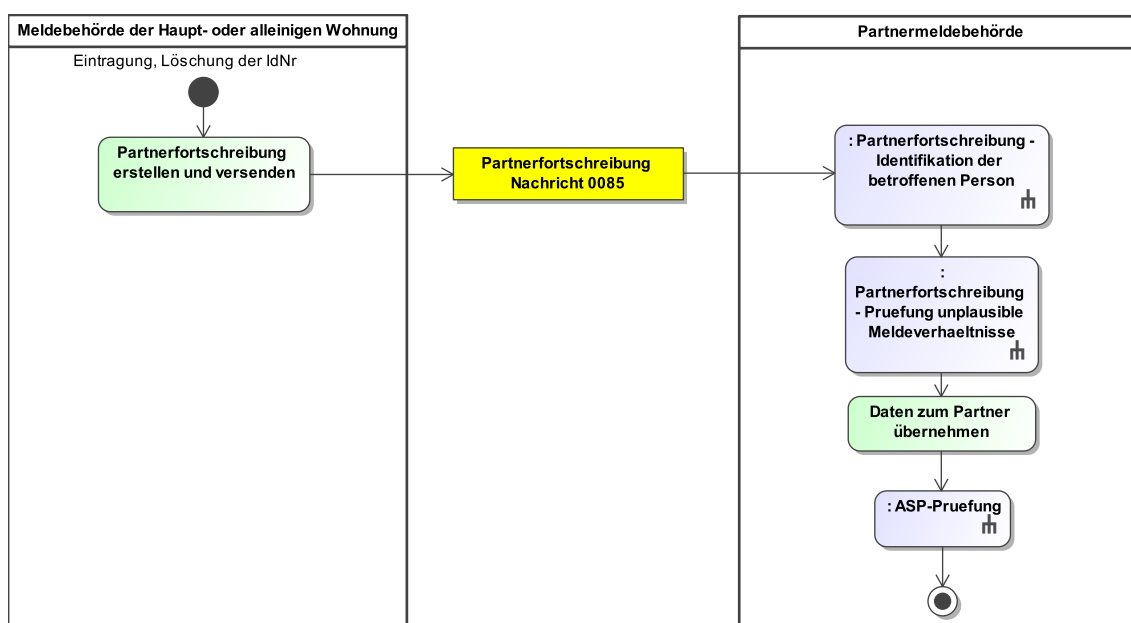 Meldebehörde der Haupt- oder alleinigen Wohnung
Partnermeldebehörde
Eintragung, Löschung der IdNr
Partnerfortschreibung
erstellen und versenden
Partnerfortschreibung
Nachricht 0085
: Partnerfortschreibung -
Identifikation der
betroffenen Person
:
Partnerfortschreibung
- Pruefung unplausible
Meldeverhaeltnisse
Daten zum Partner
übernehmen
: ASP-Pruefung